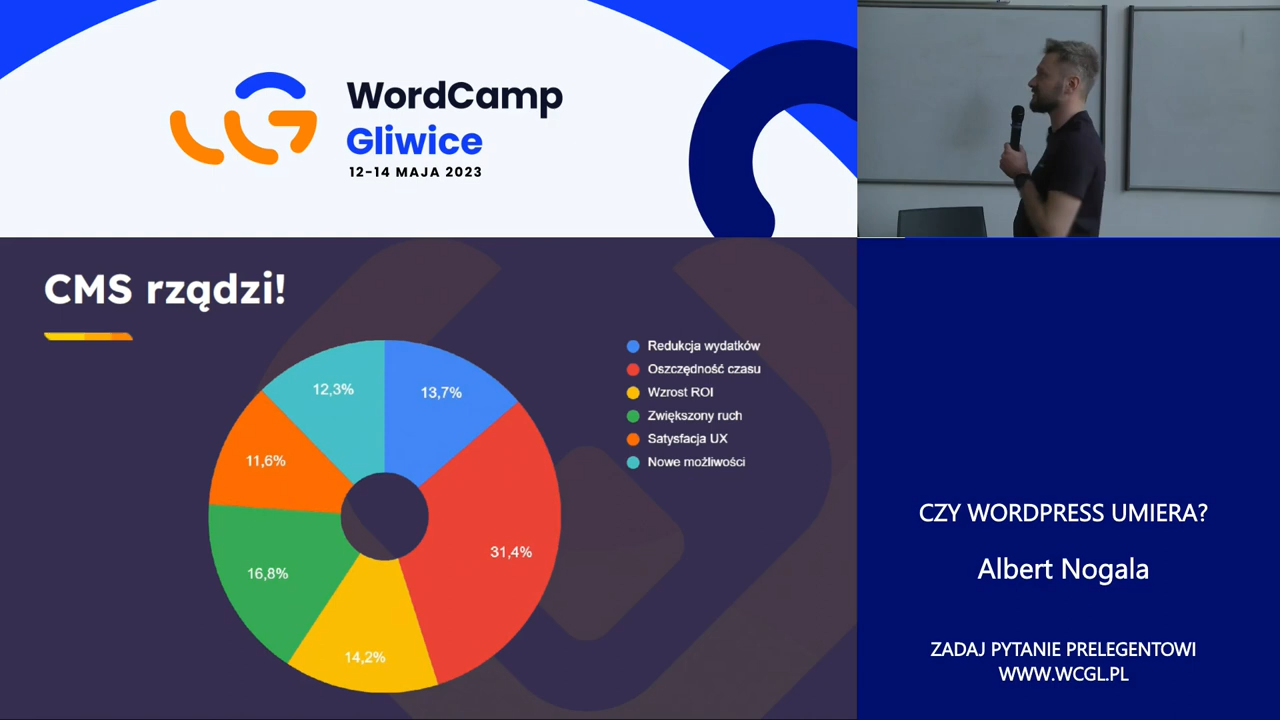 WordCamp
Gliwice
12-14 MAJA 2023
CMS rządzi!
Redukcja wydatków
Oszczędność czasu
Wzrost ROI
Zwiększony ruch
Satysfacja UX
Nowe możliwości
12,3%
13,7%
11,6%
31,4%
16,8%
14,2%
CZY WORDPRESS UMIERA?
Albert Nogala
ZADAJ PYTANIE PRELEGENTOWI
WWW.WCGL.PL